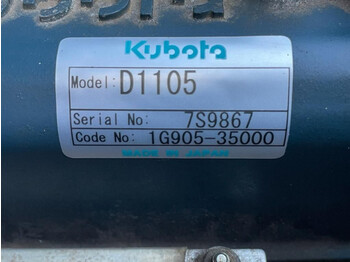 Kubota
Model: D1105
Serial No: 7S9867
Code No: 1G905-35000
MADE IN JAPAN